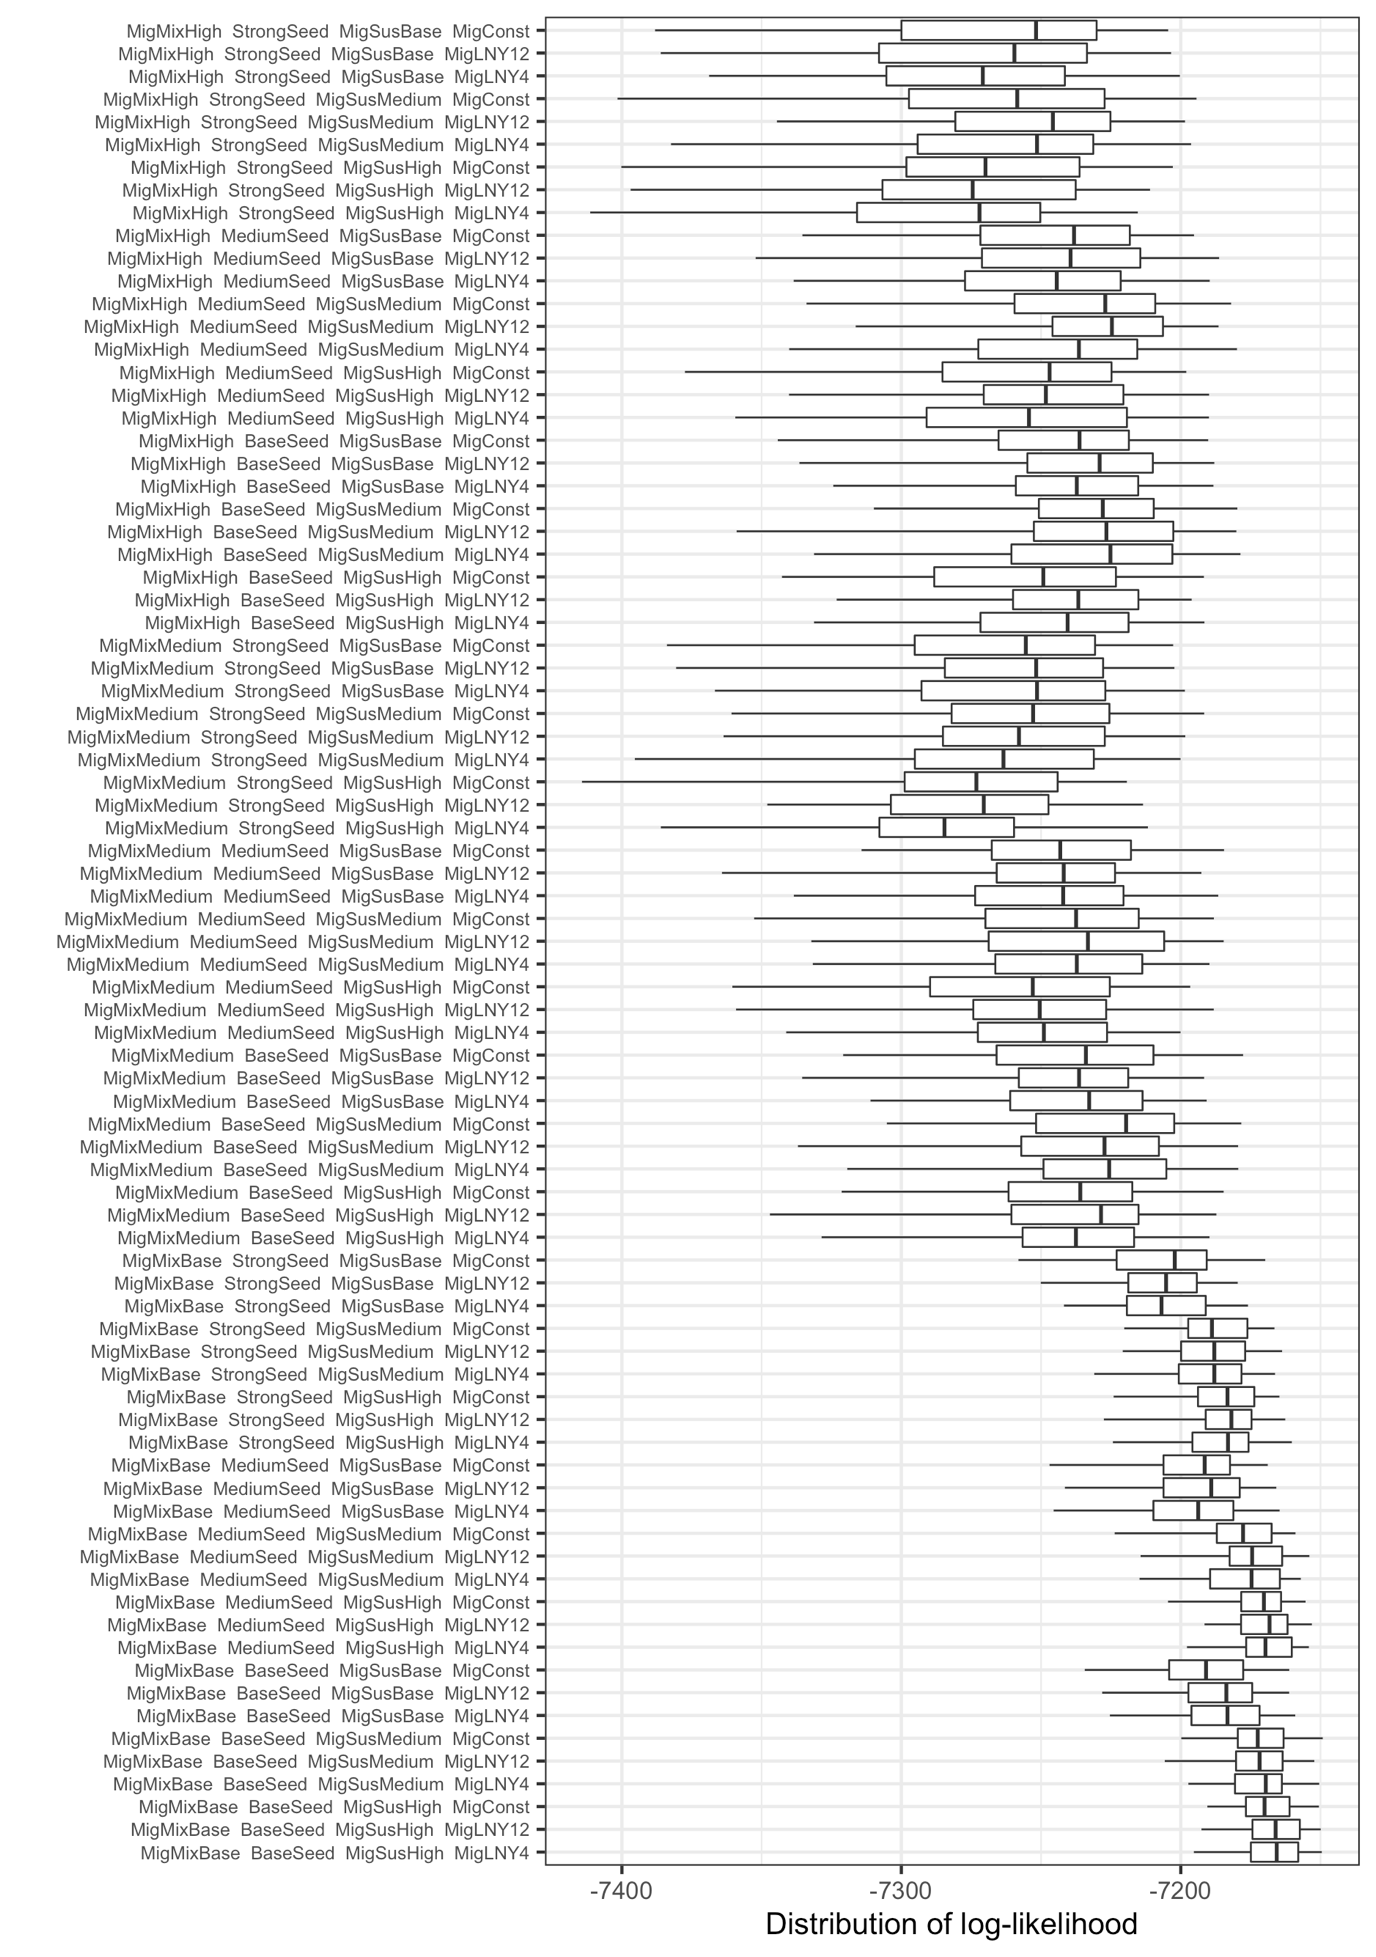 MigMixHigh StrongSeed MigSusBase MigConst
MigMixHigh StrongSeed MigSusBase MigLNY12
MigMixHigh StrongSeed MigSusBase MigLNY4
MigMixHigh StrongSeed MigSusMedium MigConst
MigMixHigh StrongSeed MigSusMedium MigLNY12
MigMixHigh StrongSeed MigSusMedium MigLNY4
MigMixHigh StrongSeed MigSusHigh MigConst
MigMixHigh StrongSeed MigSusHigh MigLNY12
MigMixHigh StrongSeed MigSusHigh MigLNY4
MigMixHigh MediumSeed MigSusBase MigConst
MigMixHigh MediumSeed MigSusBase MigLNY12
MigMixHigh MediumSeed MigSusBase MigLNY4
MigMixHigh MediumSeed MigSusMedium MigConst
MigMixHigh MediumSeed MigSusMedium MigLNY12
MigMixHigh MediumSeed MigSusMedium MigLNY4
MigMixHigh MediumSeed MigSusHigh MigConst
MigMixHigh MediumSeed MigSusHigh MigLNY12
MigMixHigh MediumSeed MigSusHigh MigLNY4
MigMixHigh BaseSeed MigSusBase MigConst
MigMixHigh BaseSeed MigSusBase MigLNY12
MigMixHigh BaseSeed MigSusBase MigLNY4
MigMixHigh BaseSeed MigSusMedium MigConst
MigMixHigh BaseSeed MigSusMedium MigLNY12
MigMixHigh BaseSeed MigSusMedium MigLNY4
MigMixHigh BaseSeed MigSusHigh MigConst
MigMixHigh BaseSeed MigSusHigh MigLNY12
MigMixHigh BaseSeed MigSusHigh MigLNY4
MigMixMedium StrongSeed MigSusBase MigConst
MigMixMedium StrongSeed MigSusBase MigLNY12
MigMixMedium StrongSeed MigSusBase MigLNY4
MigMixMedium StrongSeed MigSusMedium MigConst
MigMixMedium StrongSeed MigSusMedium MigLNY12
MigMixMedium StrongSeed MigSusMedium MigLNY4
MigMixMedium StrongSeed MigSusHigh MigConst
MigMixMedium StrongSeed MigSusHigh MigLNY12
MigMixMedium StrongSeed MigSusHigh MigLNY4
MigMixMedium MediumSeed MigSusBase MigConst
MigMixMedium MediumSeed MigSusBase MigLNY12
MigMixMedium MediumSeed MigSusBase MigLNY4
MigMixMedium MediumSeed MigSusMedium MigConst
MigMixMedium MediumSeed MigSusMedium MigLNY12
MigMixMedium MediumSeed MigSusMedium MigLNY4
MigMixMedium MediumSeed MigSusHigh MigConst
MigMixMedium MediumSeed MigSusHigh MigLNY12
MigMixMedium MediumSeed MigSusHigh MigLNY4
MigMixMedium BaseSeed MigSusBase MigConst
MigMixMedium BaseSeed MigSusBase MigLNY12
MigMixMedium BaseSeed MigSusBase MigLNY4
MigMixMedium BaseSeed MigSusMedium MigConst
MigMixMedium BaseSeed MigSusMedium MigLNY12
MigMixMedium BaseSeed MigSusMedium MigLNY4
MigMixMedium BaseSeed MigSusHigh MigConst
MigMixMedium BaseSeed MigSusHigh MigLNY12
MigMixMedium BaseSeed MigSusHigh MigLNY4
MigMixBase StrongSeed MigSusBase MigConst
MigMixBase StrongSeed MigSusBase MigLNY12
MigMixBase StrongSeed MigSusBase MigLNY4
MigMixBase StrongSeed MigSusMedium MigConst
MigMixBase StrongSeed MigSusMedium MigLNY12
MigMixBase StrongSeed MigSusMedium MigLNY4
MigMixBase StrongSeed MigSusHigh MigConst
MigMixBase StrongSeed MigSusHigh MigLNY12
MigMixBase StrongSeed MigSusHigh MigLNY4
MigMixBase MediumSeed MigSusBase MigConst
MigMixBase MediumSeed MigSusBase MigLNY12
MigMixBase MediumSeed MigSusBase MigLNY4
MigMixBase MediumSeed MigSusMedium MigConst
MigMixBase MediumSeed MigSusMedium MigLNY12
MigMixBase MediumSeed MigSusMedium MigLNY4
MigMixBase MediumSeed MigSusHigh MigConst
MigMixBase MediumSeed MigSusHigh MigLNY12
MigMixBase MediumSeed MigSusHigh MigLNY4
MigMixBase BaseSeed MigSusBase MigConst
MigMixBase BaseSeed MigSusBase MigLNY12
MigMixBase BaseSeed MigSusBase MigLNY4
MigMixBase BaseSeed MigSusMedium MigConst
MigMixBase BaseSeed MigSusMedium MigLNY12
MigMixBase BaseSeed MigSusMedium MigLNY4
MigMixBase BaseSeed MigSusHigh MigConst
MigMixBase BaseSeed MigSusHigh MigLNY12
MigMixBase BaseSeed MigSusHigh MigLNY4
-7400 -7300 -7200
Distribution of log-likelihood